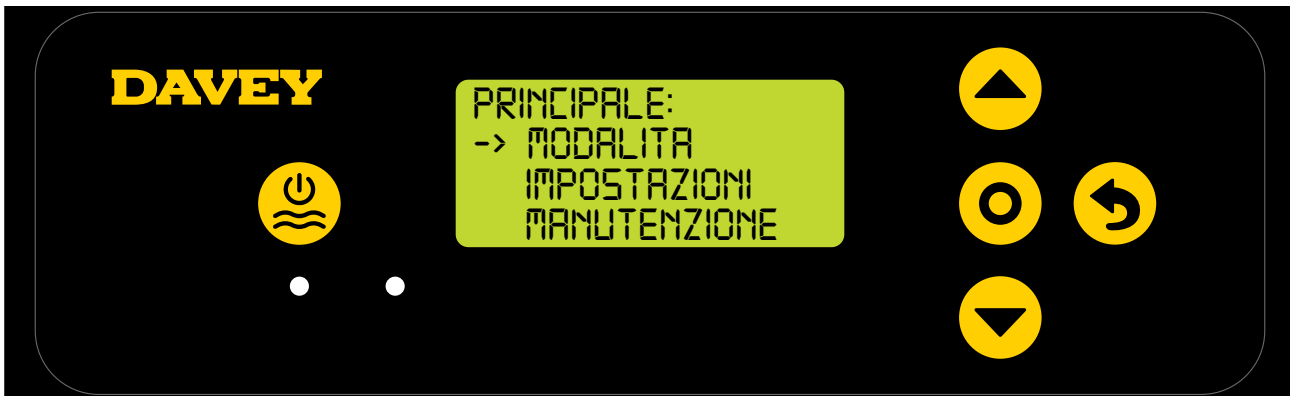 DAVEY
PRINCIPALE:
-> MODALITA
IMPOSTAZIONI
MANUTENZIONE